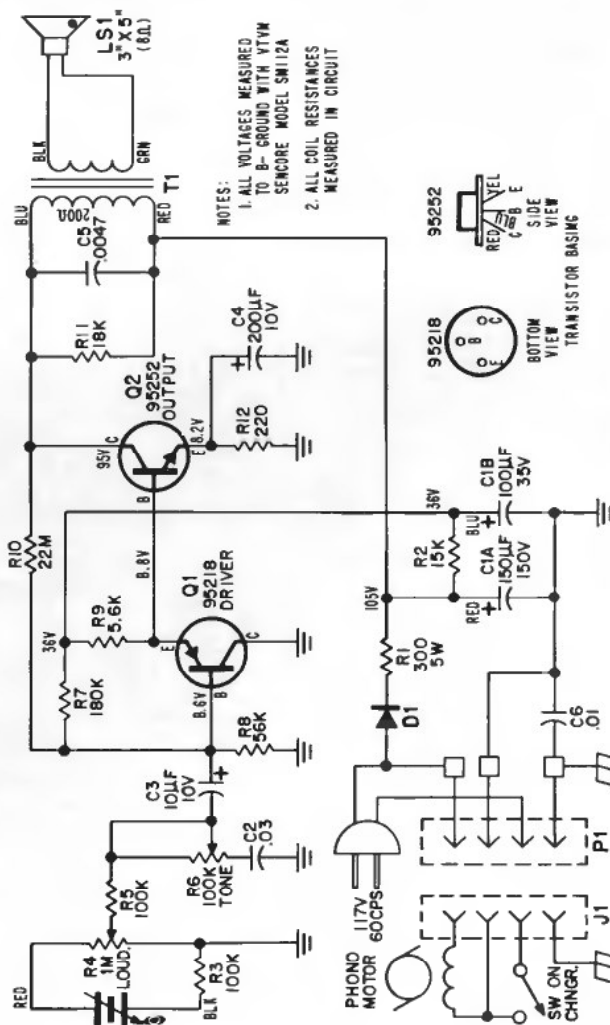 LS1
3" X 5"
(8Ω)
BLK
GRN
T1
BLU
200Ω
RED
C5
.0047
R11
18K
NOTES:
1. ALL VOLTAGES MEASURED
TO B- GROUND WITH VTVM
SENCORE MODEL SM112A
2. ALL COIL RESISTANCES
MEASURED IN CIRCUIT
Q2
95252
OUTPUT
95V
C
B
E
8.2V
R12
220
+
C4
200µF
10V
R10
22M
8.8V
36V
R9
5.6K
Q1
95218
DRIVER
E
B
C
8.6V
R7
180K
R8
56K
C3
10µF
10V
+
R5
100K
R6
100K
TONE
C2
.03
R4
1M
LOUD.
R3
100K
RED
BLK
95252
RED
BLU
YEL
C B E
SIDE
VIEW
95218
B
E
C
BOTTOM
VIEW
TRANSISTOR BASING
36V
BLU
+
C1B
100µF
35V
R2
15K
105V
RED
+
C1A
150µF
150V
R1
300
5W
D1
C6
.01
117V
60CPS
P1
J1
PHONO
MOTOR
SW ON
CHNGR.